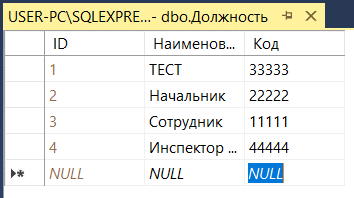 USER-PC\SQLEXPRE...- dbo.Должность
ID Наименов... Код
1 ТЕСТ 33333
2 Начальник 22222
3 Сотрудник 11111
4 Инспектор ... 44444
NULL NULL NULL